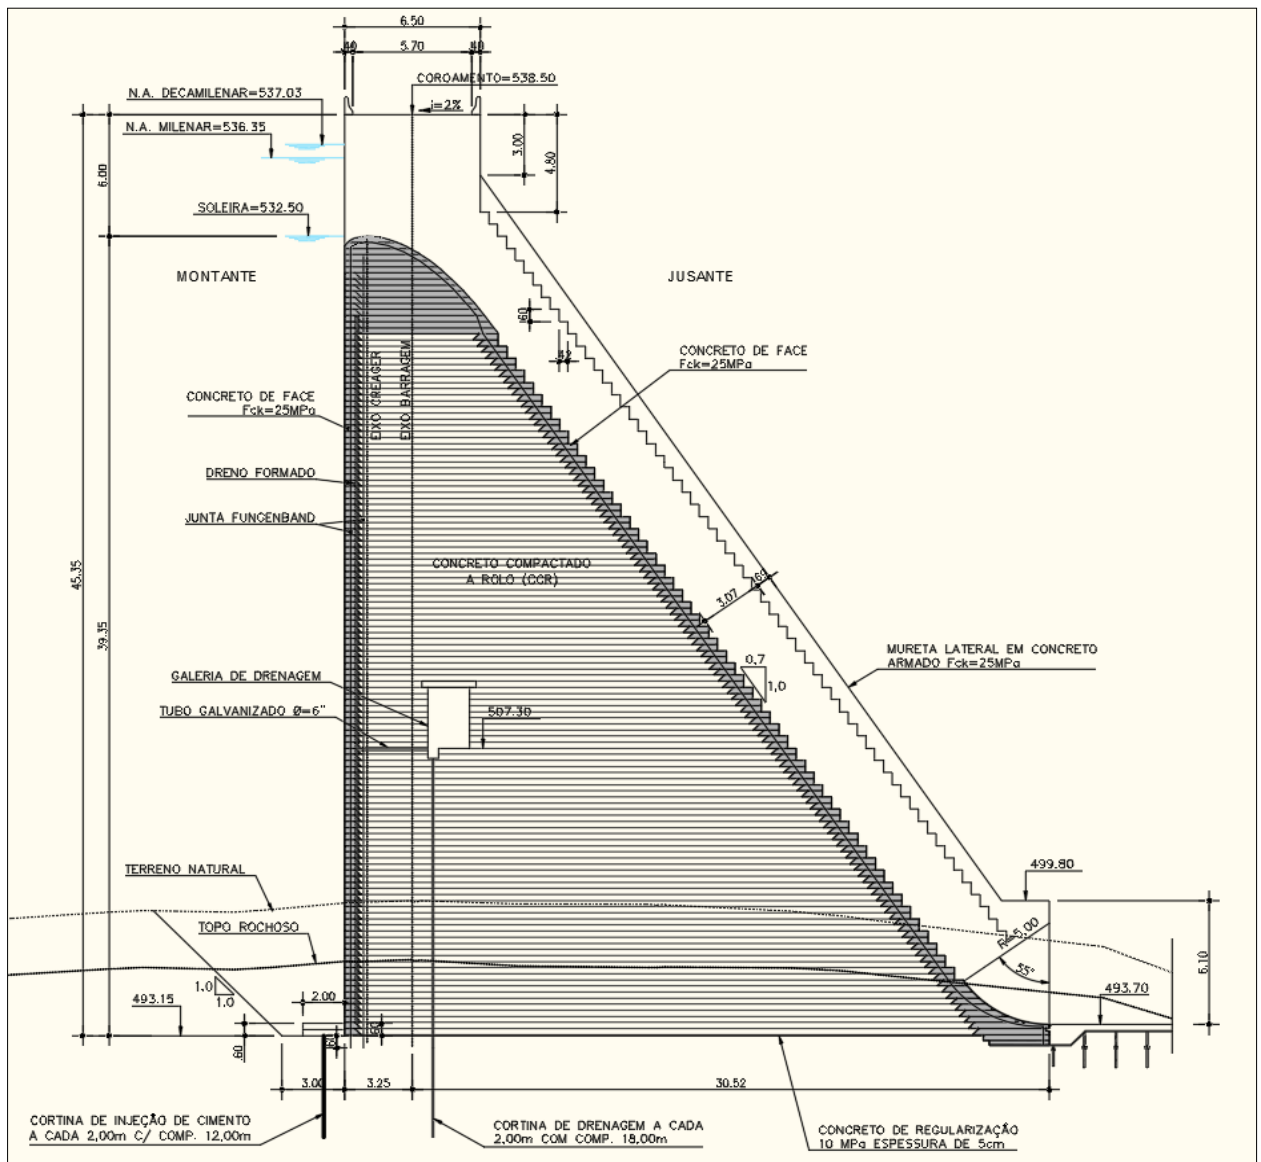 6.50
.40
5.70
.40
COROAMENTO=538.50
i=2%
N.A. DECAMILENAR=537.03
N.A. MILENAR=536.35
3.00
4.80
6.00
SOLEIRA=532.50
MONTANTE
JUSANTE
.60
.42
CONCRETO DE FACE
Fck=25MPa
EIXO CREAGER
EIXO BARRAGEM
CONCRETO DE FACE
Fck=25MPa
DRENO FORMADO
JUNTA FUNGENBAND
CONCRETO COMPACTADO
A ROLO (CCR)
45.35
39.35
3.07
.69
MURETA LATERAL EM CONCRETO
ARMADO Fck=25MPa
0,7
1,0
GALERIA DE DRENAGEM
TUBO GALVANIZADO Ø=6"
507.30
TERRENO NATURAL
499.80
TOPO ROCHOSO
R=5.00
55°
6.10
1.0
1.0
2.00
493.15
493.70
.60
.60
.60
3.00
3.25
30.52
CORTINA DE INJEÇÃO DE CIMENTO
A CADA 2,00m C/ COMP. 12,00m
CORTINA DE DRENAGEM A CADA
2,00m COM COMP. 18,00m
CONCRETO DE REGULARIZAÇÃO
10 MPa ESPESSURA DE 5cm